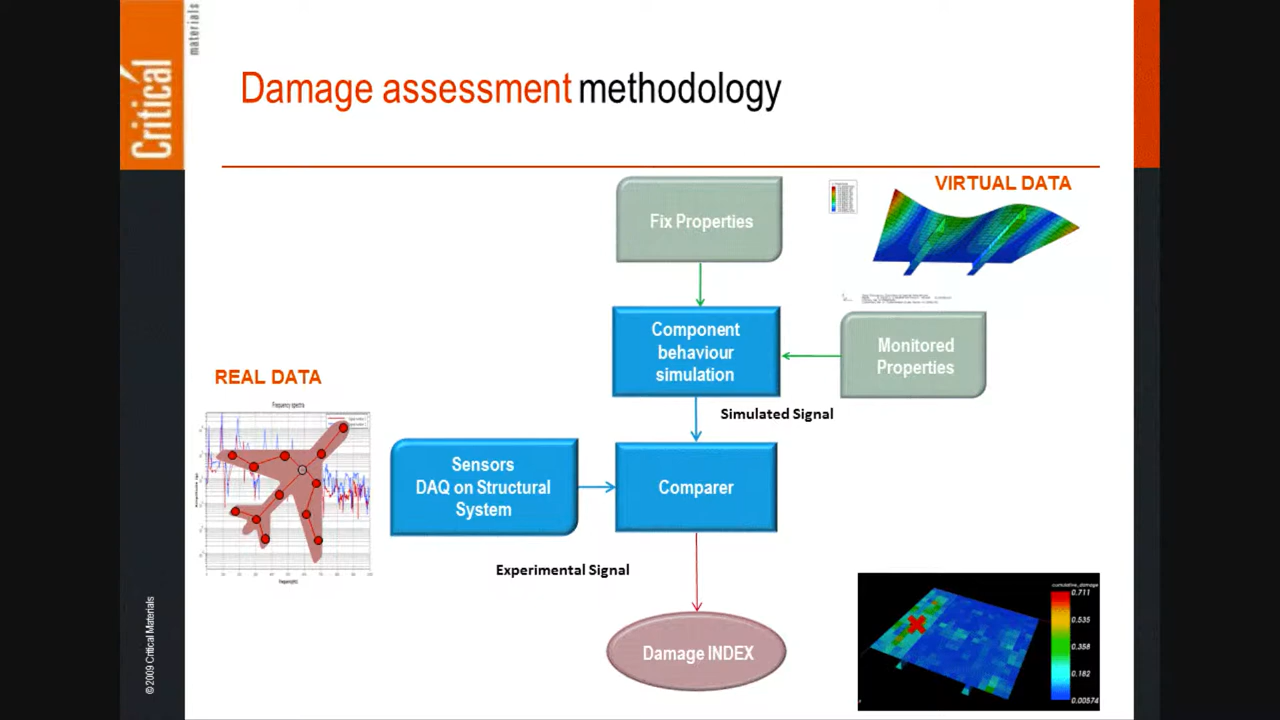 Critical
materials
Damage assessment methodology
VIRTUAL DATA
Fix Properties
Component
behaviour
simulation
Monitored
Properties
REAL DATA
Simulated Signal
Frequency spectra
Sensors
DAQ on Structural
System
Comparer
Experimental Signal
Damage INDEX
cumulative_damage
0.711
0.535
0.358
0.182
0.00574
©2009 Critical Materials